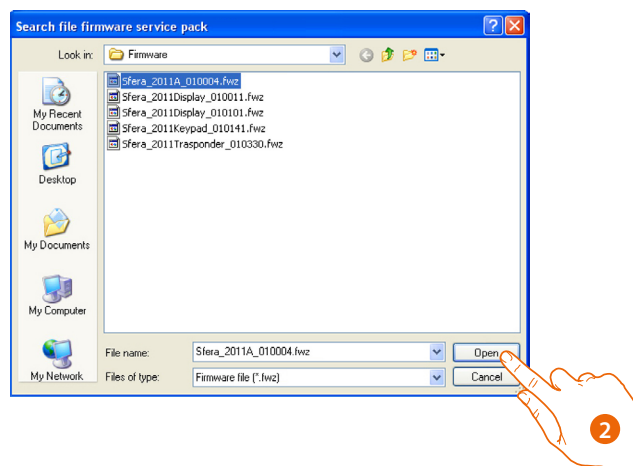 Search file firmware service pack
Look in:
Firmware
My Recent
Documents
Desktop
My Documents
My Computer
My Network
Sfera_2011A_010004.fwz
Sfera_2011Display_010011.fwz
Sfera_2011Display_010101.fwz
Sfera_2011Keypad_010141.fwz
Sfera_2011Trasponder_010330.fwz
File name:
Sfera_2011A_010004.fwz
Open
Files of type:
Firmware file (*.fwz)
Cancel
2